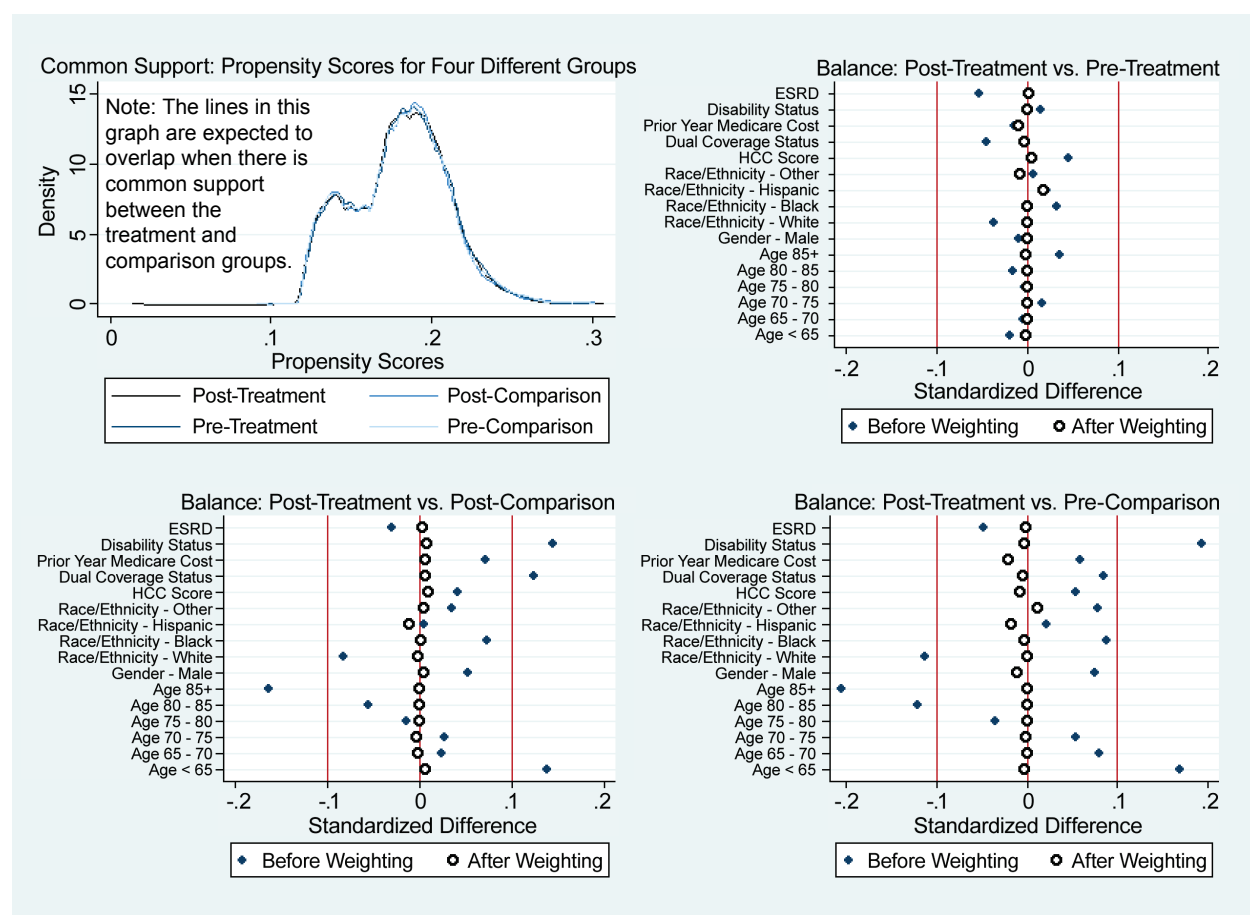 Common Support: Propensity Scores for Four Different Groups
Note: The lines in this
graph are expected to
overlap when there is
common support
between the
treatment and
comparison groups.
Density
15
10
5
0
0 .1 .2 .3
Propensity Scores
Post-Treatment Post-Comparison
Pre-Treatment Pre-Comparison
Balance: Post-Treatment vs. Pre-Treatment
ESRD
Disability Status
Prior Year Medicare Cost
Dual Coverage Status
HCC Score
Race/Ethnicity - Other
Race/Ethnicity - Hispanic
Race/Ethnicity - Black
Race/Ethnicity - White
Gender - Male
Age 85+
Age 80 - 85
Age 75 - 80
Age 70 - 75
Age 65 - 70
Age < 65
-.2 -.1 0 .1 .2
Standardized Difference
Before Weighting After Weighting
Balance: Post-Treatment vs. Post-Comparison
ESRD
Disability Status
Prior Year Medicare Cost
Dual Coverage Status
HCC Score
Race/Ethnicity - Other
Race/Ethnicity - Hispanic
Race/Ethnicity - Black
Race/Ethnicity - White
Gender - Male
Age 85+
Age 80 - 85
Age 75 - 80
Age 70 - 75
Age 65 - 70
Age < 65
-.2 -.1 0 .1 .2
Standardized Difference
Before Weighting After Weighting
Balance: Post-Treatment vs. Pre-Comparison
ESRD
Disability Status
Prior Year Medicare Cost
Dual Coverage Status
HCC Score
Race/Ethnicity - Other
Race/Ethnicity - Hispanic
Race/Ethnicity - Black
Race/Ethnicity - White
Gender - Male
Age 85+
Age 80 - 85
Age 75 - 80
Age 70 - 75
Age 65 - 70
Age < 65
-.2 -.1 0 .1 .2
Standardized Difference
Before Weighting After Weighting